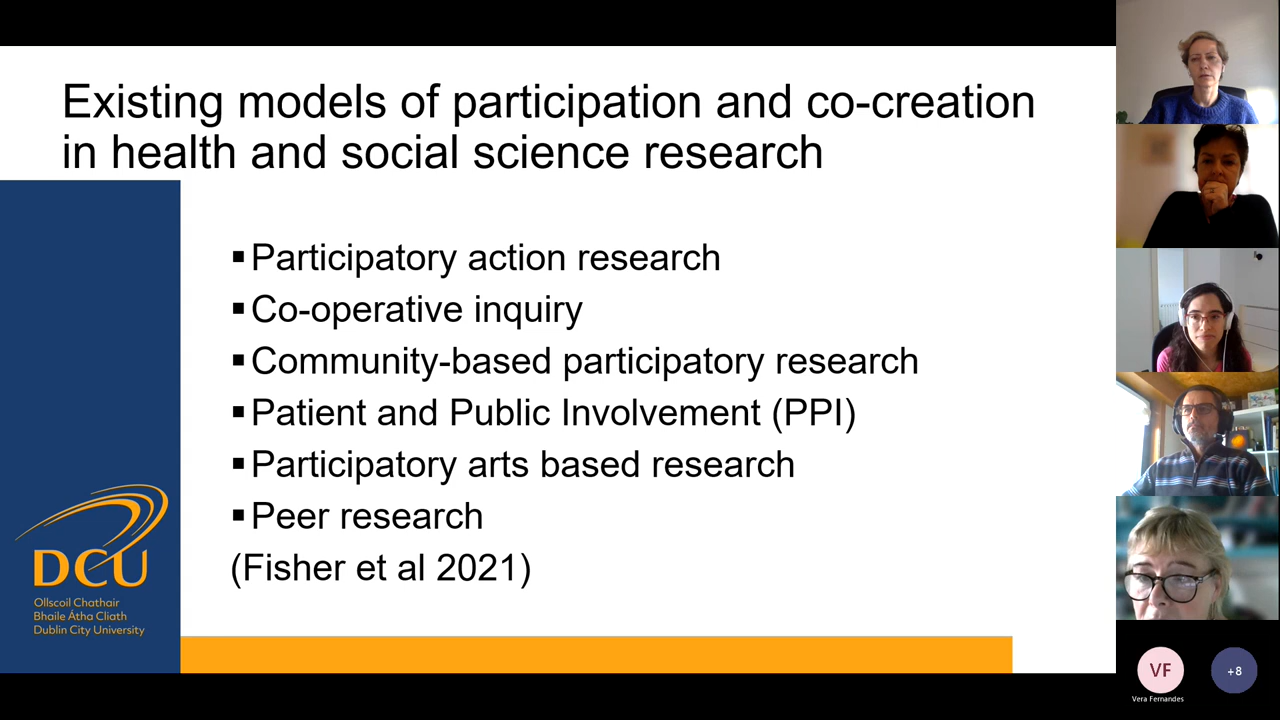 Existing models of participation and co-creation
in health and social science research
▪Participatory action research
▪Co-operative inquiry
▪Community-based participatory research
▪Patient and Public Involvement (PPI)
▪Participatory arts based research
▪Peer research
(Fisher et al 2021)
DCU
Ollscoil Chathair
Bhaile Átha Cliath
Dublin City University
VF
Vera Fernandes
+8